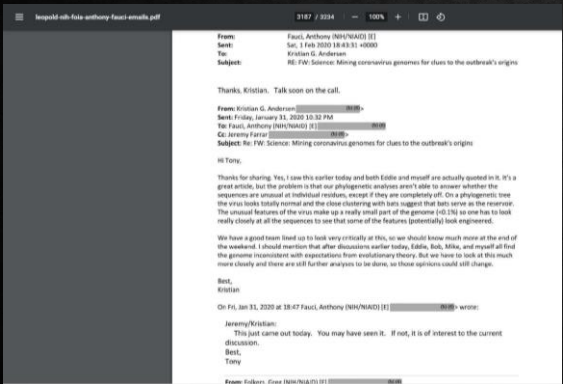 leopold-nih-foia-anthony-fauci-emails.pdf
3187 / 3234
100%
From: Fauci, Anthony (NIH/NIAID) [E]
Sent: Sat, 1 Feb 2020 18:43:31 +0000
To: Kristian G. Andersen
Subject: RE: FW: Science: Mining coronavirus genomes for clues to the outbreak's origins
Thanks, Kristian. Talk soon on the call.
From: Kristian G. Andersen
Sent: Friday, January 31, 2020 10:32 PM
To: Fauci, Anthony (NIH/NIAID) [E]
Cc: Jeremy Farrar
Subject: Re: FW: Science: Mining coronavirus genomes for clues to the outbreak's origins
Hi Tony,
Thanks for sharing. Yes, I saw this earlier today and both Eddie and myself are actually quoted in it. It's a
great article, but the problem is that our phylogenetic analyses aren't able to answer whether the
sequences are unusual at individual residues, except if they are completely off. On a phylogenetic tree
the virus looks totally normal and the close clustering with bats suggest that bats serve as the reservoir.
The unusual features of the virus make up a really small part of the genome (<0.1%) so one has to look
really closely at all the sequences to see that some of the features (potentially) look engineered.
We have a good team lined up to look very critically at this, so we should know much more at the end of
the weekend. I should mention that after discussions earlier today, Eddie, Bob, Mike, and myself all find
the genome inconsistent with expectations from evolutionary theory. But we have to look at this much
more closely and there are still further analyses to be done, so those opinions could still change.
Best,
Kristian
On Fri, Jan 31, 2020 at 18:47 Fauci, Anthony (NIH/NIAID) [E] wrote:
Jeremy/Kristian:
This just came out today. You may have seen it. If not, it is of interest to the current
discussion.
Best,
Tony
From: Folkers, Greg (NIH/NIAID) [E]